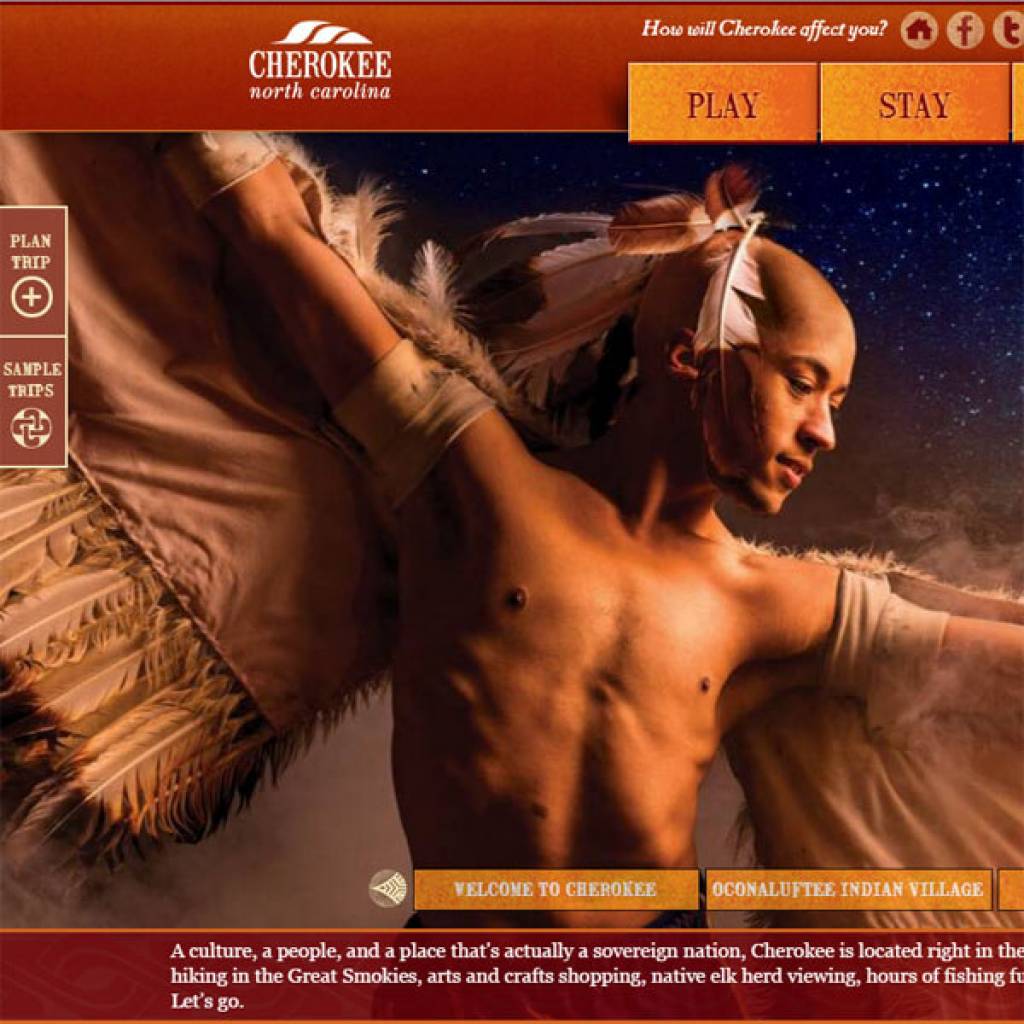 How will Cherokee affect you?
CHEROKEE
north carolina
PLAY
STAY
PLAN
TRIP
SAMPLE
TRIPS
WELCOME TO CHEROKEE
OCONALUFTEE INDIAN VILLAGE
A culture, a people, and a place that's actually a sovereign nation, Cherokee is located right in the
hiking in the Great Smokies, arts and crafts shopping, native elk herd viewing, hours of fishing fu
Let's go.